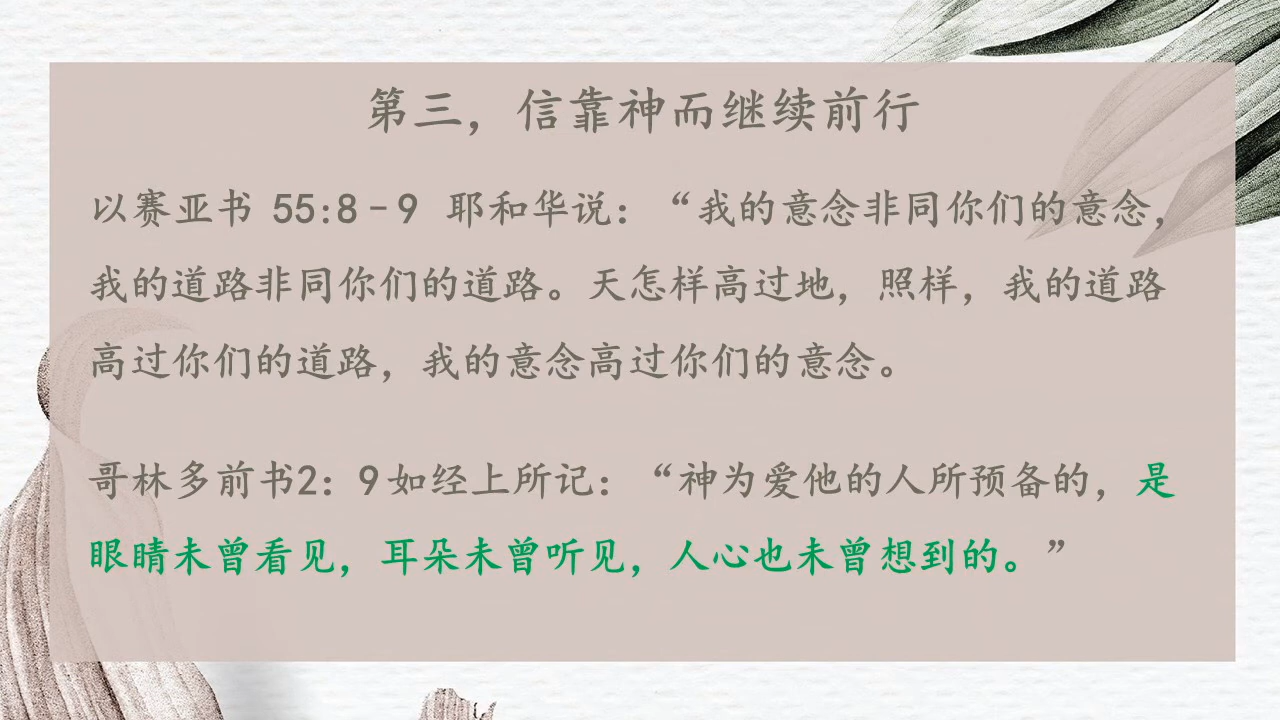 第三，信靠神而继续前行
以赛亚书 55:8–9 耶和华说：“我的意念非同你们的意念，
我的道路非同你们的道路。天怎样高过地，照样，我的道路
高过你们的道路，我的意念高过你们的意念。
哥林多前书2：9如经上所记：“神为爱他的人所预备的，是
眼睛未曾看见，耳朵未曾听见，人心也未曾想到的。”